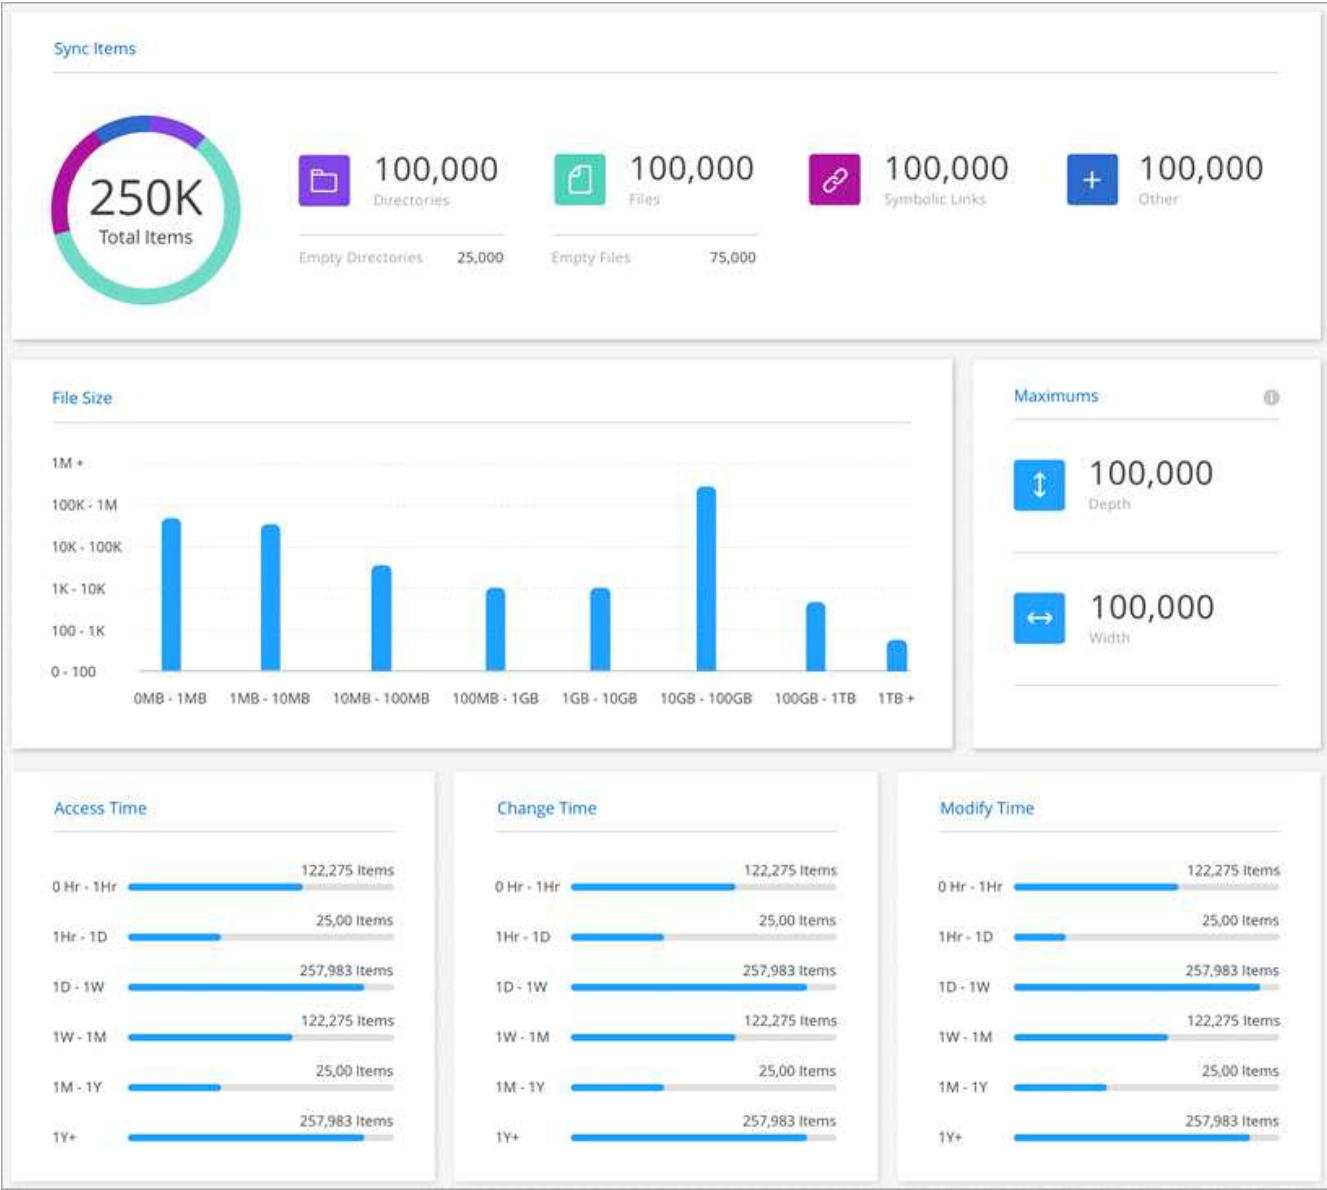 Sync Items
250K
Total Items
100,000
Directories
Empty Directories 25,000
100,000
Files
Empty Files 75,000
100,000
Symbolic Links
100,000
Other
File Size
1M +
100K - 1M
10K - 100K
1K - 10K
100 - 1K
0 - 100
0MB - 1MB 1MB - 10MB 10MB - 100MB 100MB - 1GB 1GB - 10GB 10GB - 100GB 100GB - 1TB 1TB +
Maximums
100,000
Depth
100,000
Width
Access Time
122,275 Items
0 Hr - 1Hr
25,00 Items
1Hr - 1D
257,983 Items
1D - 1W
122,275 Items
1W - 1M
25,00 Items
1M - 1Y
257,983 Items
1Y+
Change Time
122,275 Items
0 Hr - 1Hr
25,00 Items
1Hr - 1D
257,983 Items
1D - 1W
122,275 Items
1W - 1M
25,00 Items
1M - 1Y
257,983 Items
1Y+
Modify Time
122,275 Items
0 Hr - 1Hr
25,00 Items
1Hr - 1D
257,983 Items
1D - 1W
122,275 Items
1W - 1M
25,00 Items
1M - 1Y
257,983 Items
1Y+